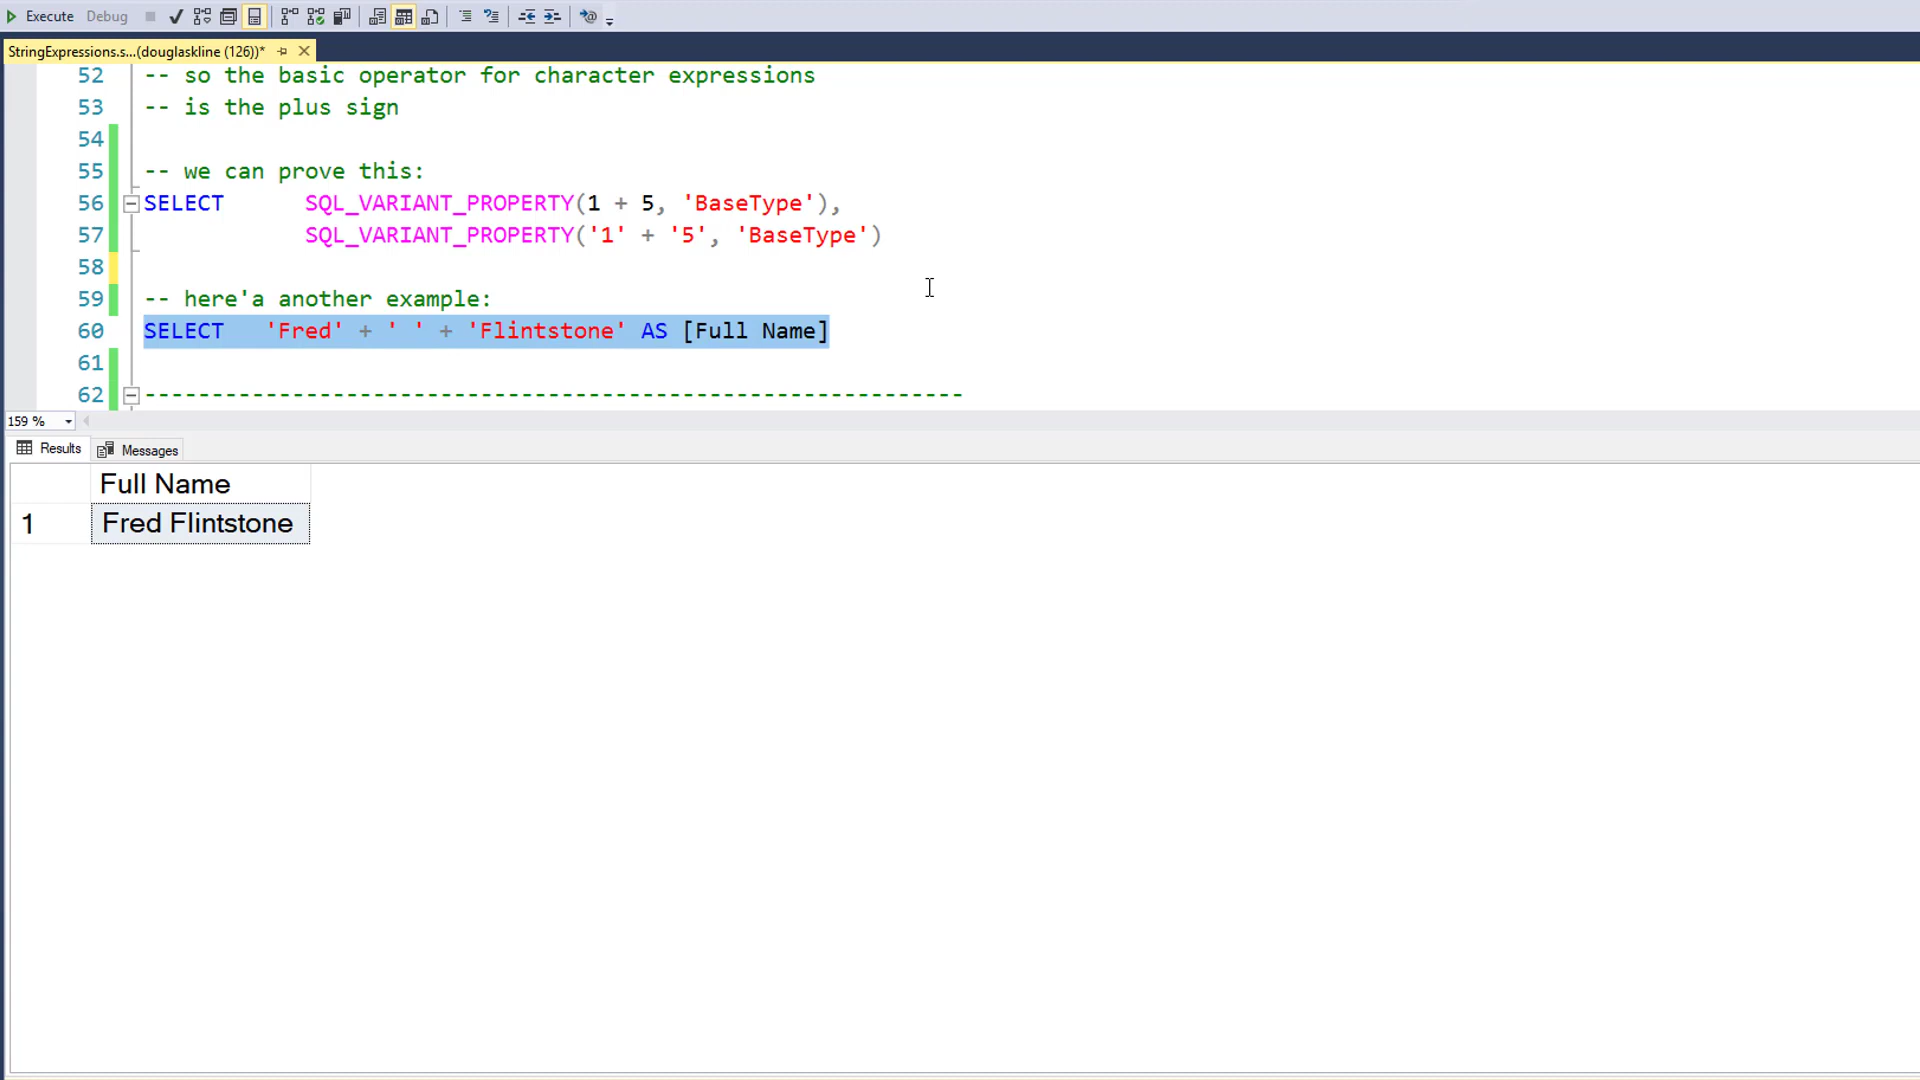 Execute Debug
StringExpressions.s...(douglaskline (126))*
52 -- so the basic operator for character expressions
53 -- is the plus sign
54
55 -- we can prove this:
56 SELECT SQL_VARIANT_PROPERTY(1 + 5, 'BaseType'),
57 SQL_VARIANT_PROPERTY('1' + '5', 'BaseType')
58
59 -- here'a another example:
60 SELECT 'Fred' + ' ' + 'Flintstone' AS [Full Name]
61
62 -------------------------------------------------------------
159 %
Results Messages
Full Name
1 Fred Flintstone